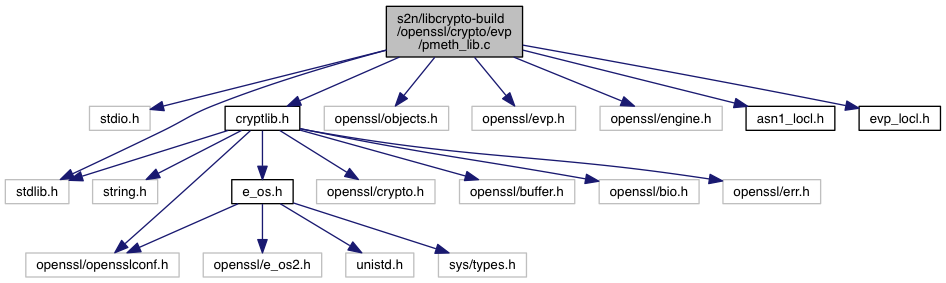 s2n/libcrypto-build
/openssl/crypto/evp
/pmeth_lib.c
stdio.h
cryptlib.h
openssl/objects.h
openssl/evp.h
openssl/engine.h
asn1_locl.h
evp_locl.h
stdlib.h
string.h
e_os.h
openssl/crypto.h
openssl/buffer.h
openssl/bio.h
openssl/err.h
openssl/opensslconf.h
openssl/e_os2.h
unistd.h
sys/types.h